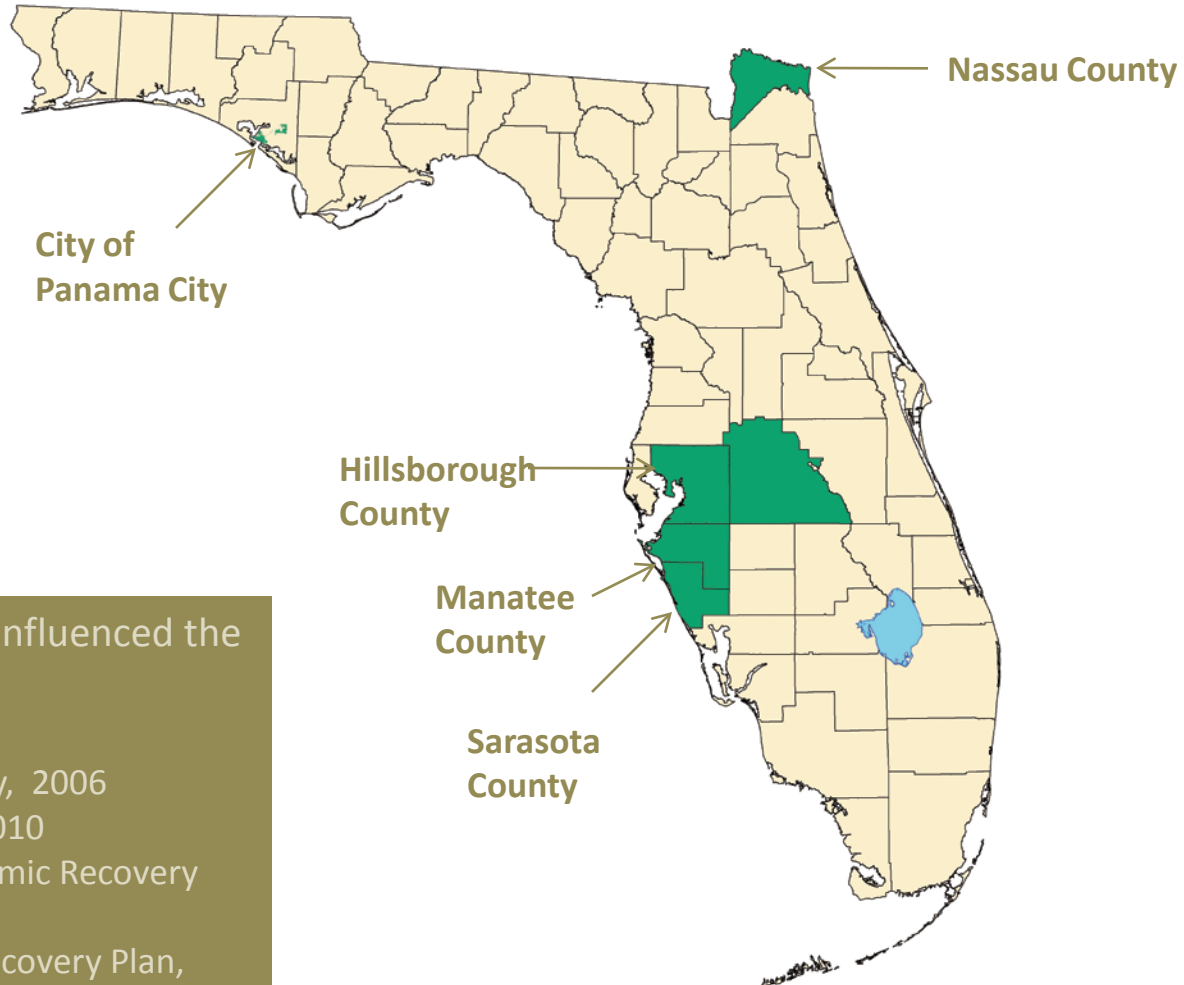 Nassau County
City of
Panama City
Hillsborough
County
Manatee
County
Sarasota
County
nfluenced the
y, 2006
010
mic Recovery
covery Plan,